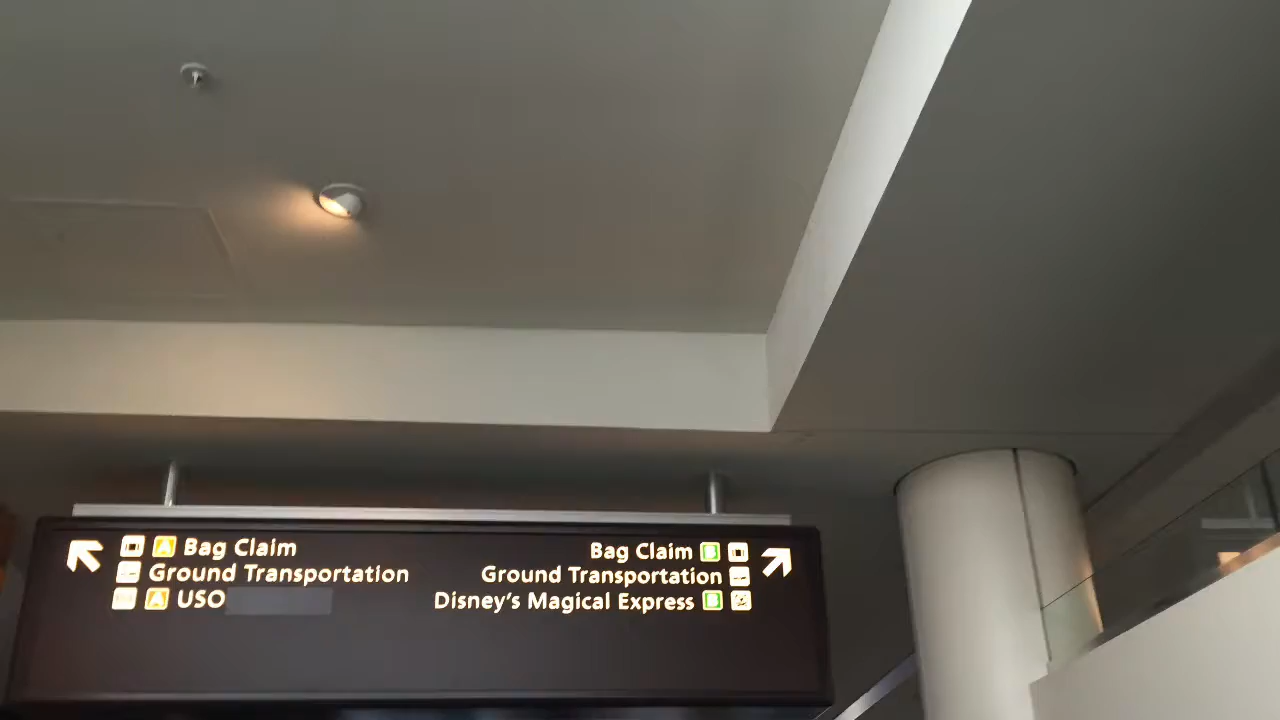 A Bag Claim
Ground Transportation
A USO
Bag Claim B
Ground Transportation
Disney's Magical Express B